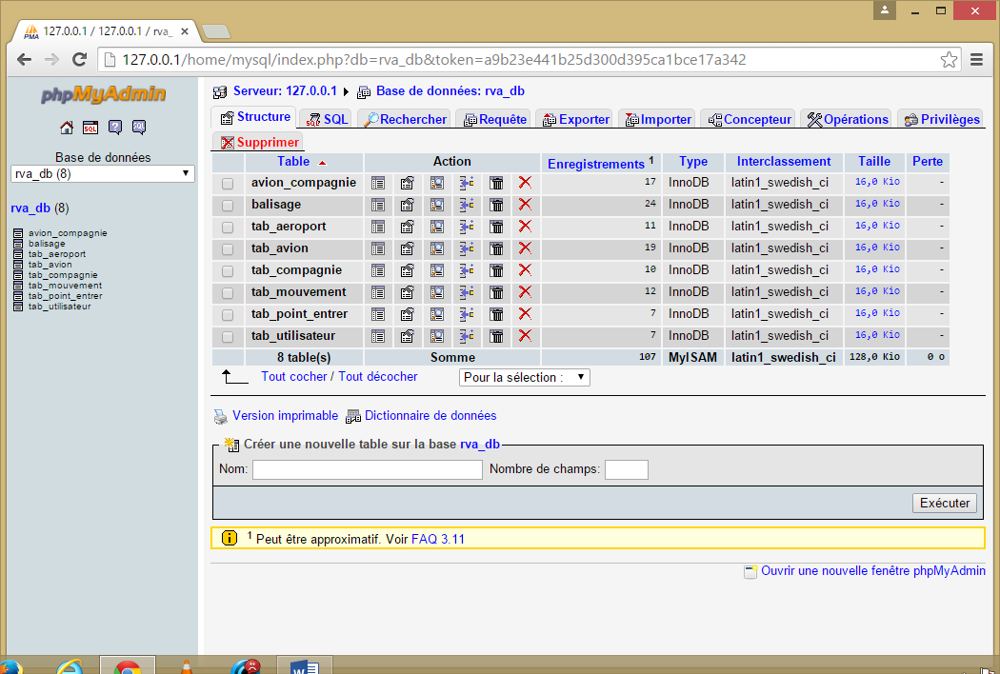 127.0.0.1 / 127.0.0.1 / rva_
127.0.0.1/home/mysql/index.php?db=rva_db&token=a9b23e441b25d300d395ca1bce17a342
phpMyAdmin
SQL
Base de données
rva_db (8)
rva_db (8)
avion_compagnie
balisage
tab_aeroport
tab_avion
tab_compagnie
tab_mouvement
tab_point_entrer
tab_utilisateur
Serveur: 127.0.0.1 Base de données: rva_db
Structure SQL Rechercher Requête Exporter Importer Concepteur Opérations Privilèges
Supprimer
Table Action Enregistrements 1 Type Interclassement Taille Perte
avion_compagnie 17 InnoDB latin1_swedish_ci 16,0 Kio -
balisage 24 InnoDB latin1_swedish_ci 16,0 Kio -
tab_aeroport 11 InnoDB latin1_swedish_ci 16,0 Kio -
tab_avion 19 InnoDB latin1_swedish_ci 16,0 Kio -
tab_compagnie 10 InnoDB latin1_swedish_ci 16,0 Kio -
tab_mouvement 12 InnoDB latin1_swedish_ci 16,0 Kio -
tab_point_entrer 7 InnoDB latin1_swedish_ci 16,0 Kio -
tab_utilisateur 7 InnoDB latin1_swedish_ci 16,0 Kio -
8 table(s) Somme 107 MyISAM latin1_swedish_ci 128,0 Kio 0 o
Tout cocher / Tout décocher Pour la sélection :
Version imprimable Dictionnaire de données
Créer une nouvelle table sur la base rva_db
Nom: Nombre de champs:
Exécuter
1 Peut être approximatif. Voir FAQ 3.11
Ouvrir une nouvelle fenêtre phpMyAdmin